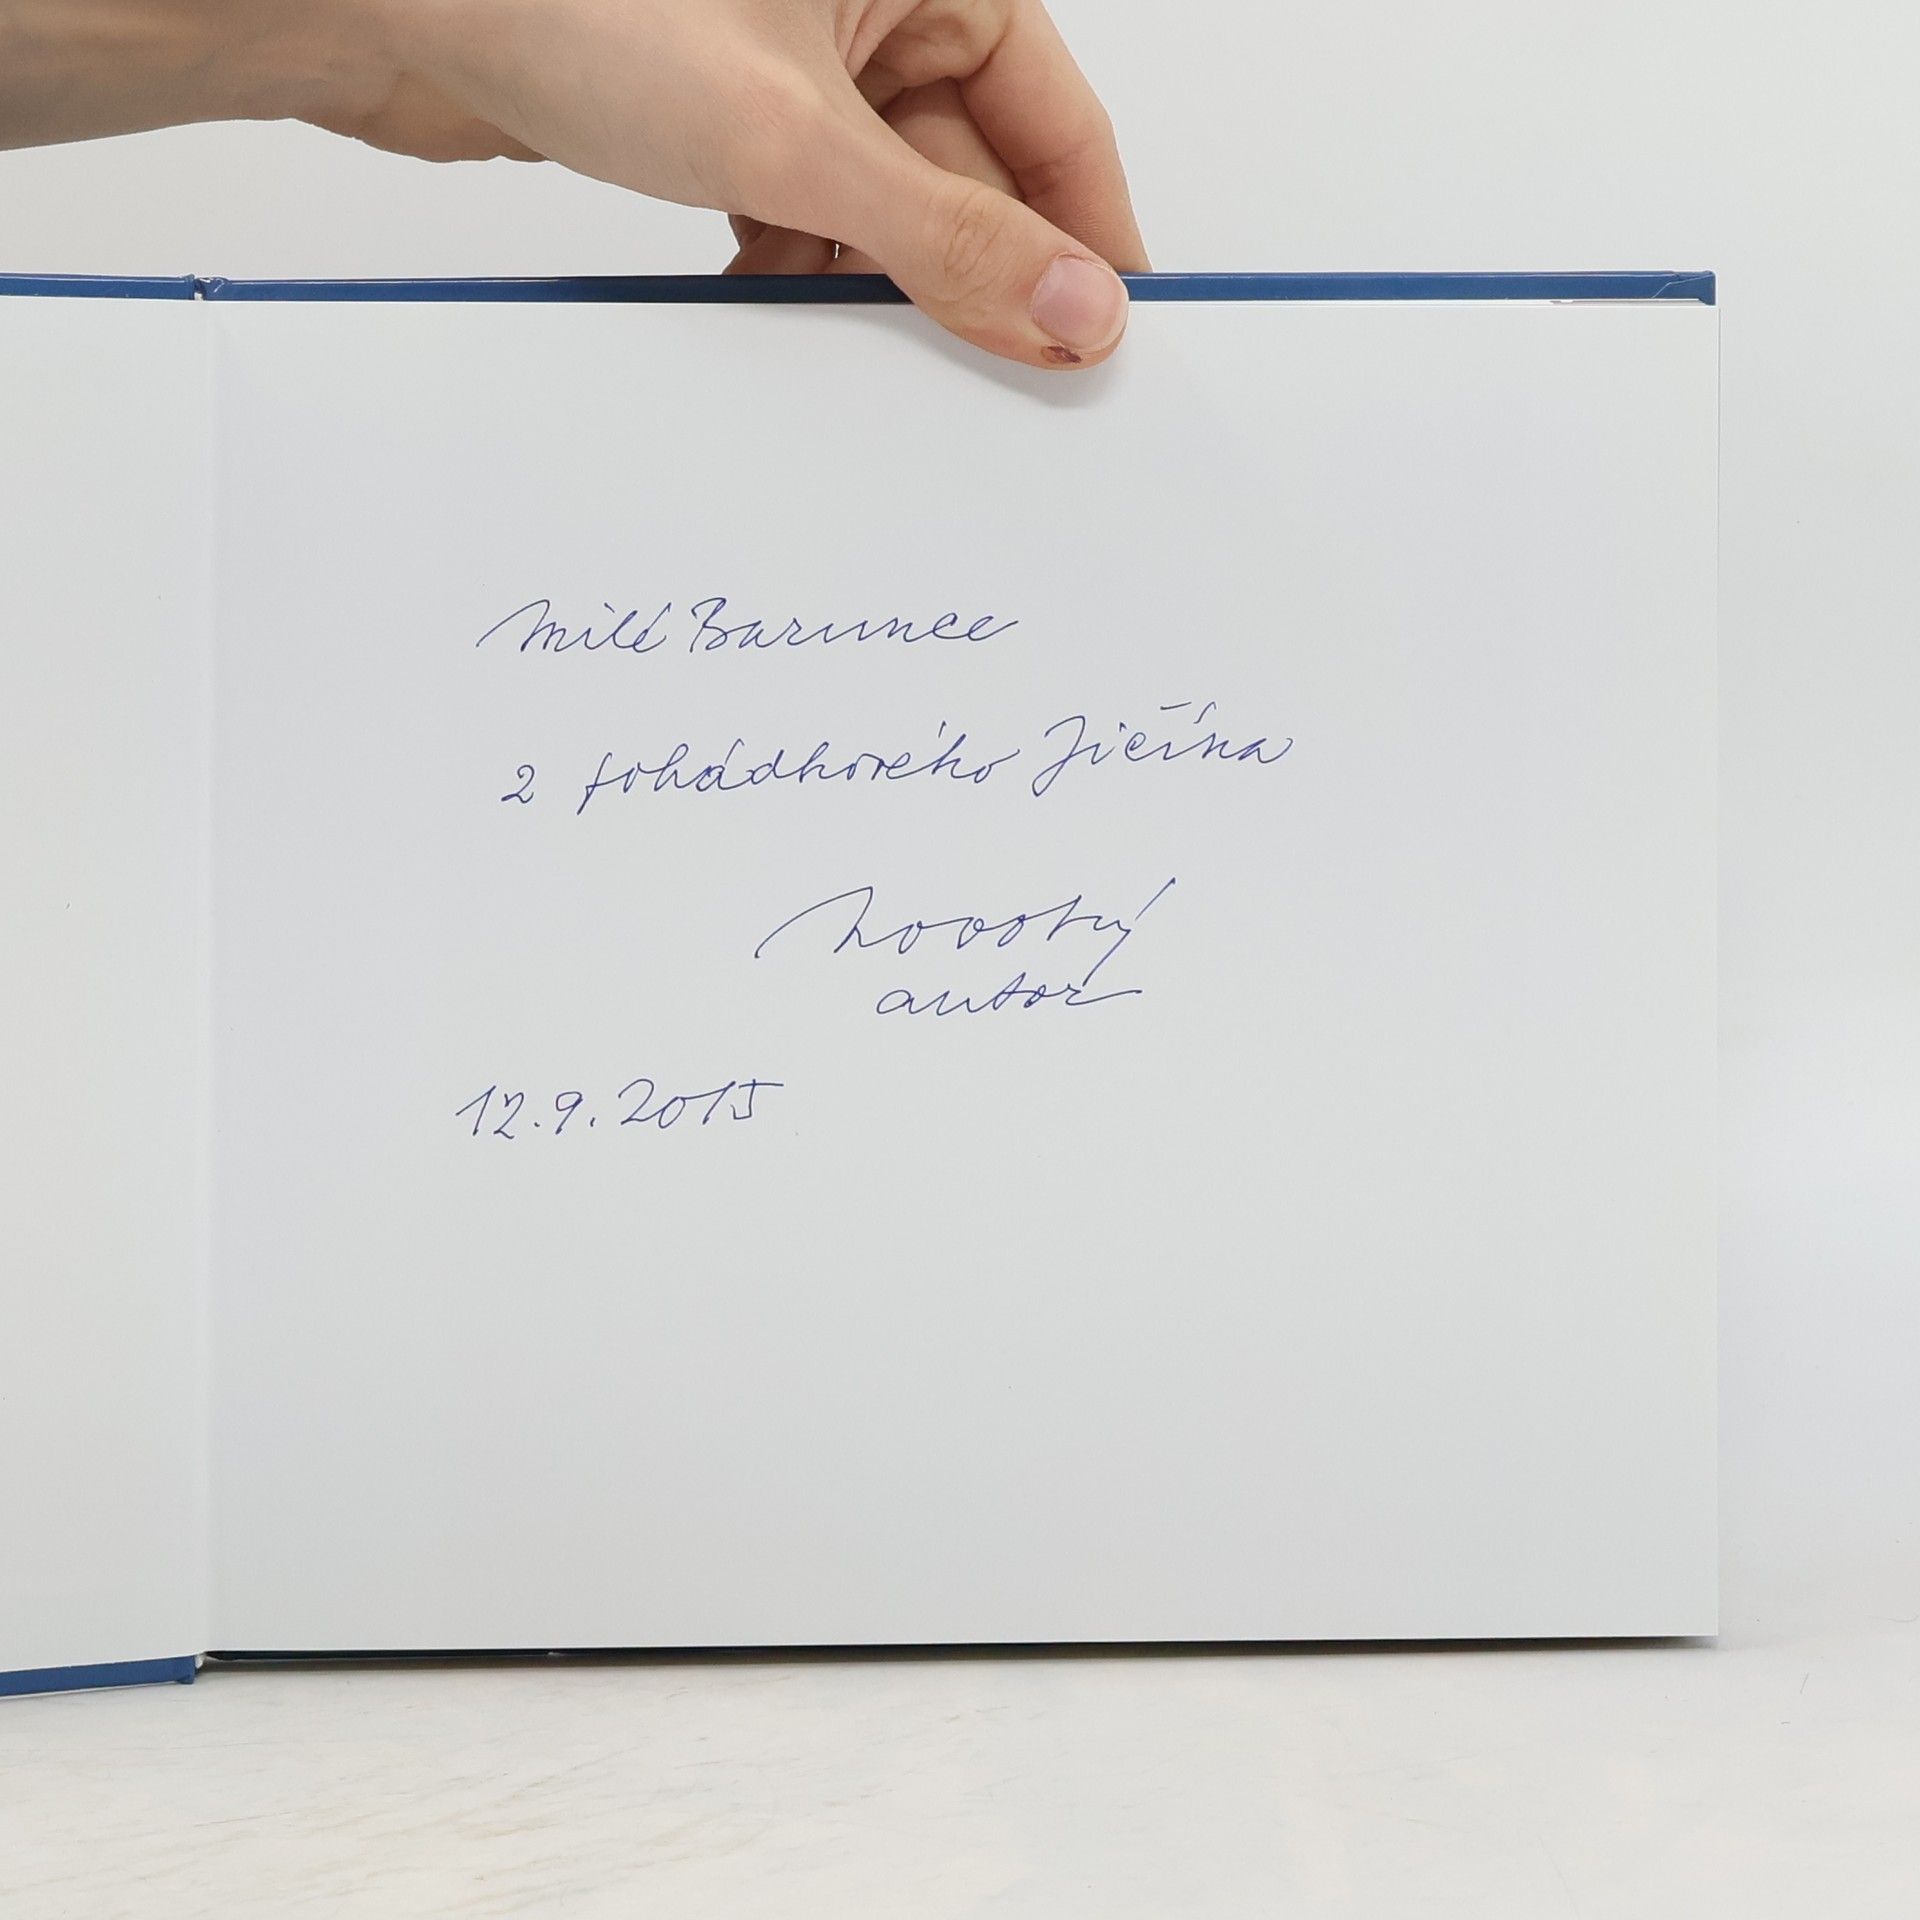 Milé Barunce
z pohádkového Jičína
Novotný
autor
12.9.2015